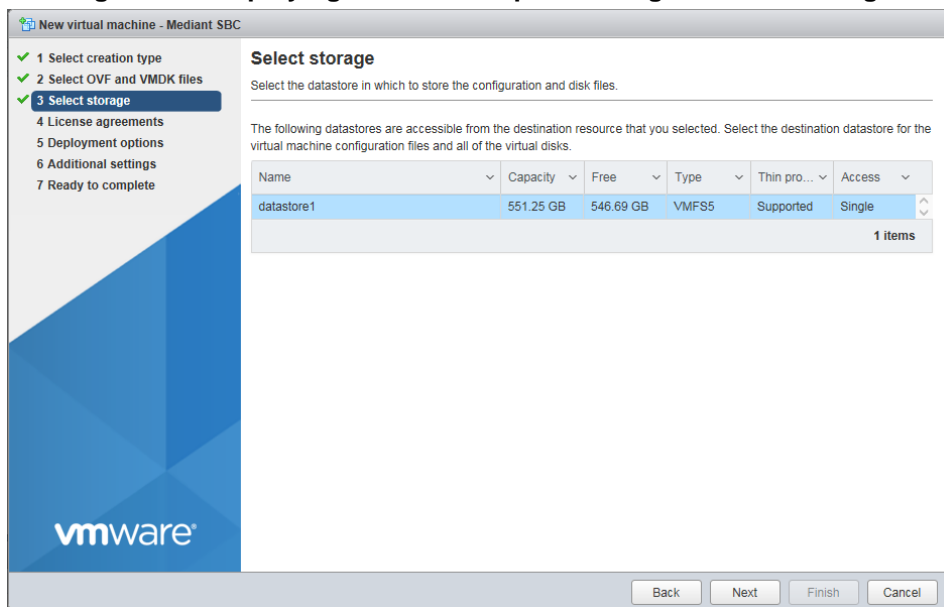 New virtual machine - Mediant SBC
1 Select creation type
2 Select OVF and VMDK files
3 Select storage
4 License agreements
5 Deployment options
6 Additional settings
7 Ready to complete
Select storage
Select the datastore in which to store the configuration and disk files.
The following datastores are accessible from the destination resource that you selected. Select the destination datastore for the
virtual machine configuration files and all of the virtual disks.
Name Capacity Free Type Thin pro... Access
datastore1 551.25 GB 546.69 GB VMFS5 Supported Single
1 items
vmware®
Back Next Finish Cancel